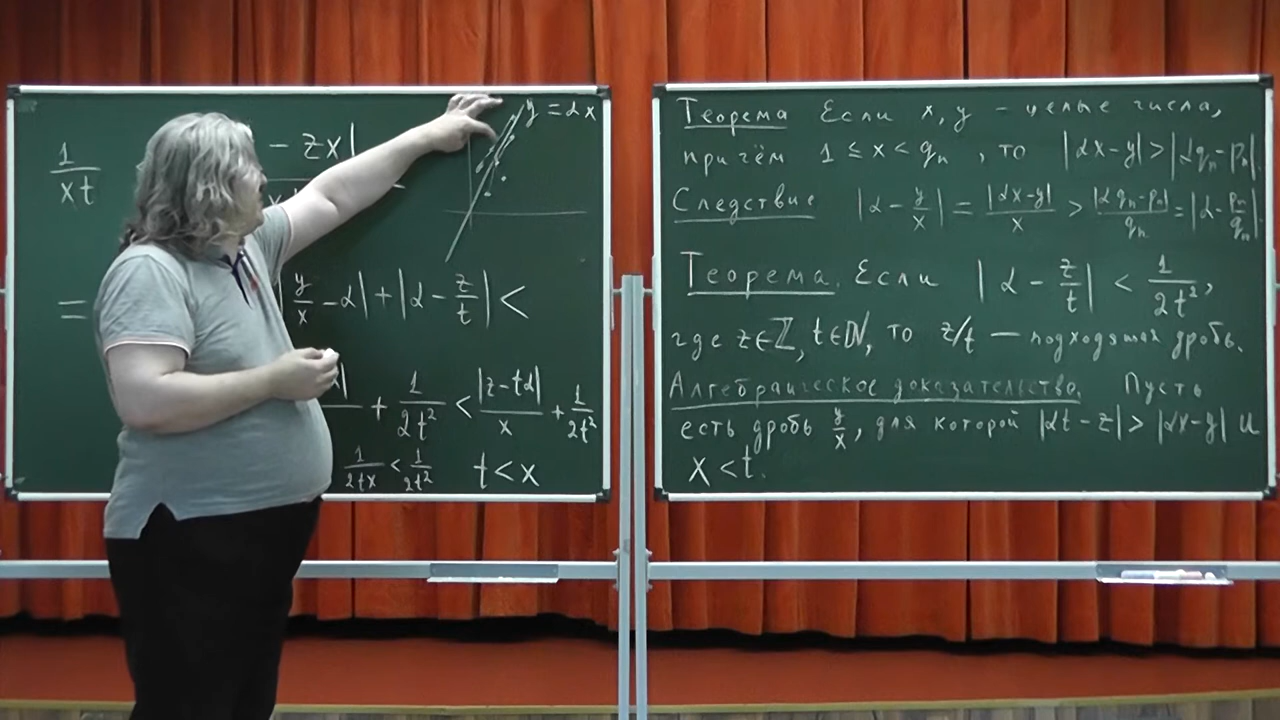 1/(xt)
- zx|
y = αx
= |y/x - α| + |α - z/t| <
+ 1/(2t²) < |z-tα|/x + 1/(2t²)
1/(2tx) < 1/(2t²) t < x
Теорема Если x, y - целые числа,
причём 1 ≤ x < qₙ, то |αx-y| > |αqₙ-pₙ|.
Следствие |α - y/x| = |αx-y|/x > |αqₙ-pₙ|/qₙ = |α - pₙ/qₙ|.
Теорема. Если |α - z/t| < 1/(2t²),
где z∈ℤ, t∈ℕ, то z/t — подходящая дробь.
Алгебраическое доказательство. Пусть
есть дробь y/x, для которой |αt - z| > |αx-y| и
x < t.